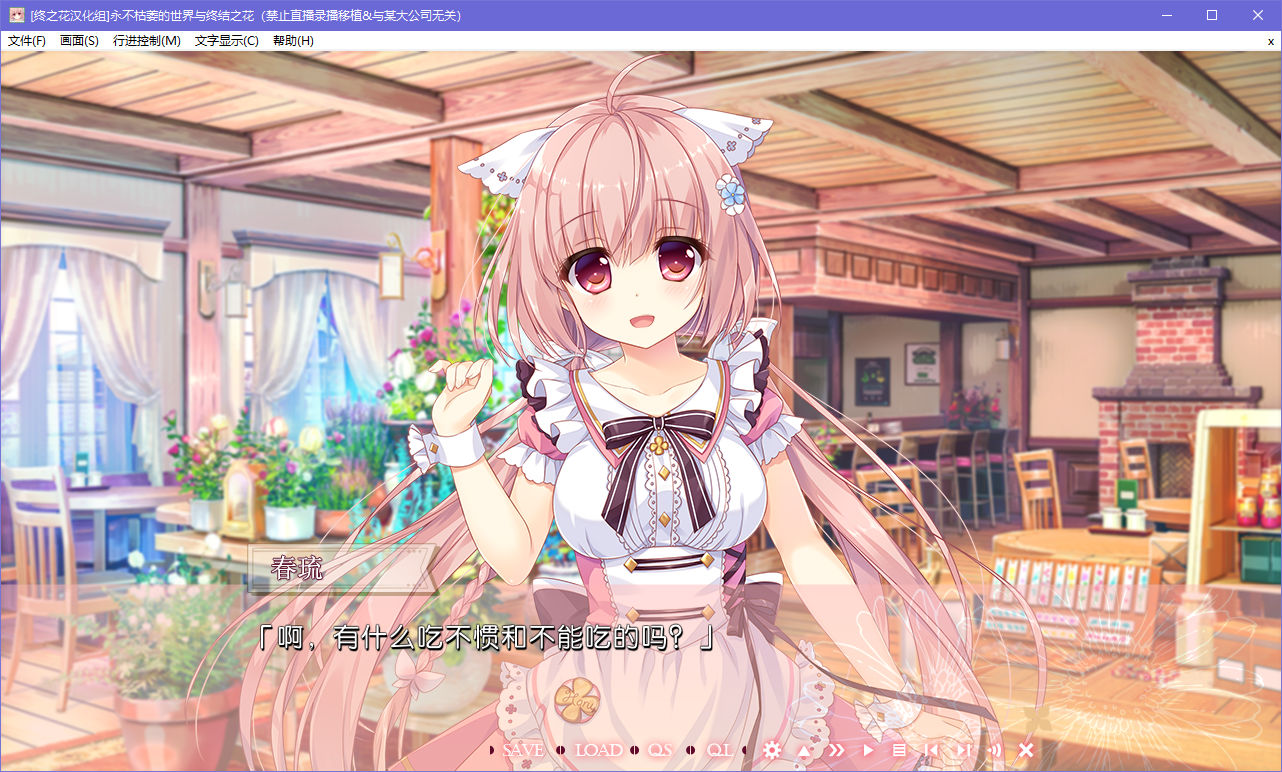 [终之花汉化组]永不枯萎的世界与终结之花（禁止直播录播移植&与某大公司无关）
文件(F) 画面(S) 行进控制(M) 文字显示(C) 帮助(H) x
春琉
「啊，有什么吃不惯和不能吃的吗？」
SAVE LOAD QS QL